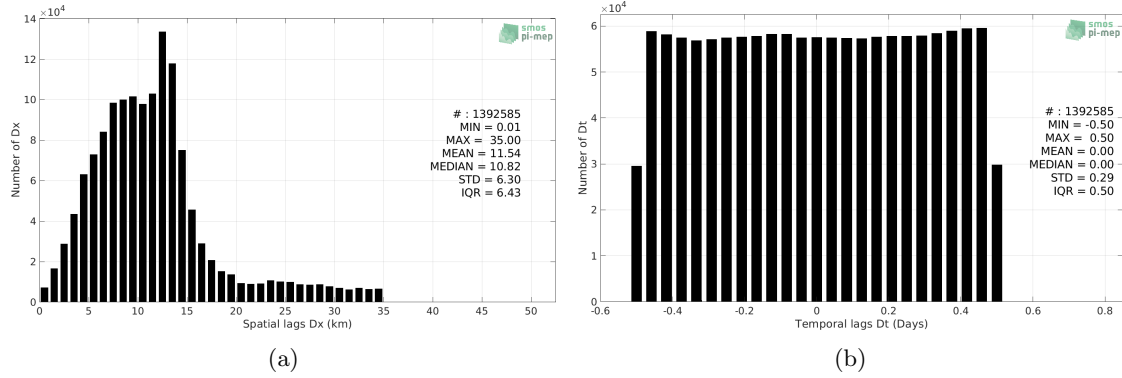 ×10⁴
14
12
10
8
6
4
2
0
Number of Dx
smos
pi-mep
# : 1392585
MIN = 0.01
MAX = 35.00
MEAN = 11.54
MEDIAN = 10.82
STD = 6.30
IQR = 6.43
0 5 10 15 20 25 30 35 40 45 50
Spatial lags Dx (km)
(a)
×10⁴
6
5
4
3
2
1
0
Number of Dt
smos
pi-mep
# : 1392585
MIN = -0.50
MAX = 0.50
MEAN = 0.00
MEDIAN = 0.00
STD = 0.29
IQR = 0.50
-0.6 -0.4 -0.2 0 0.2 0.4 0.6 0.8
Temporal lags Dt (Days)
(b)